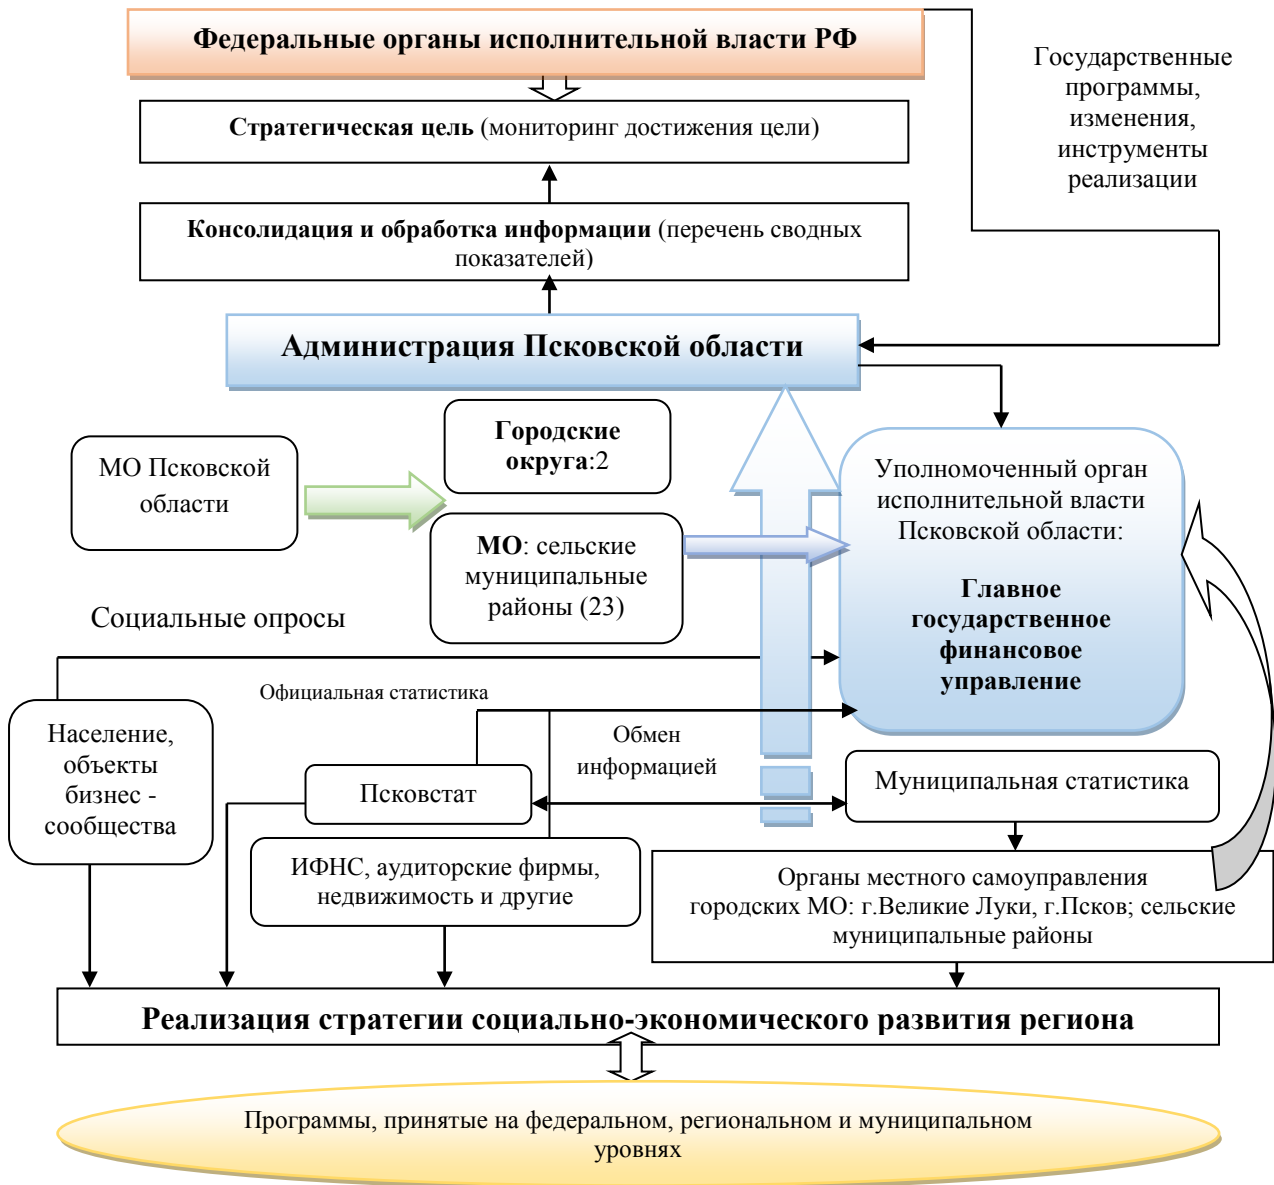 Федеральные органы исполнительной власти РФ
Государственные
программы,
изменения,
инструменты
реализации
Стратегическая цель (мониторинг достижения цели)
Консолидация и обработка информации (перечень сводных
показателей)
Администрация Псковской области
Городские
округа:2
МО Псковской
области
МО: сельские
муниципальные
районы (23)
Уполномоченный орган
исполнительной власти
Псковской области:
Главное
государственное
финансовое
управление
Социальные опросы
Официальная статистика
Население,
объекты
бизнес -
сообщества
Обмен
информацией
Псковстат
Муниципальная статистика
ИФНС, аудиторские фирмы,
недвижимость и другие
Органы местного самоуправления
городских МО: г.Великие Луки, г.Псков; сельские
муниципальные районы
Реализация стратегии социально-экономического развития региона
Программы, принятые на федеральном, региональном и муниципальном
уровнях